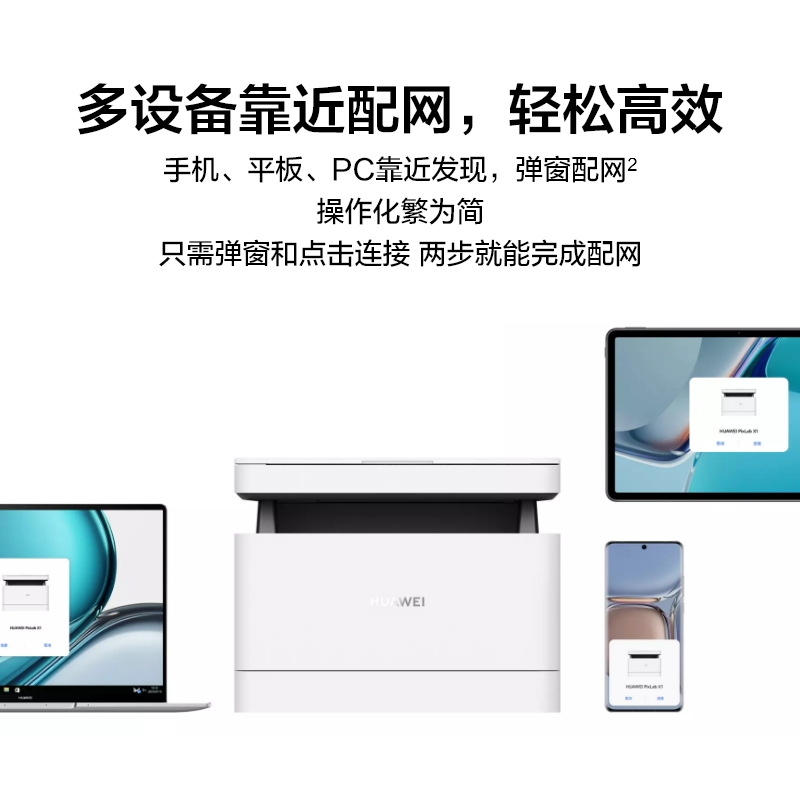 多设备靠近配网，轻松高效
手机、平板、PC靠近发现，弹窗配网²
操作化繁为简
只需弹窗和点击连接 两步就能完成配网
HUAWEI PixLab X1
HUAWEI
HUAWEI PixLab X1
HUAWEI PixLab X1
HUAWEI